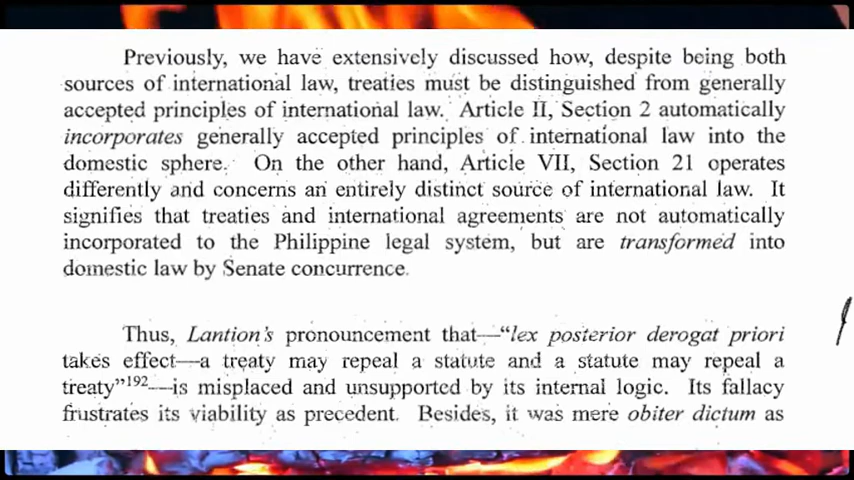 Previously, we have extensively discussed how, despite being both
sources of international law, treaties must be distinguished from generally
accepted principles of international law. Article II, Section 2 automatically
incorporates generally accepted principles of international law into the
domestic sphere. On the other hand, Article VII, Section 21 operates
differently and concerns an entirely distinct source of international law. It
signifies that treaties and international agreements are not automatically
incorporated to the Philippine legal system, but are transformed into
domestic law by Senate concurrence.
Thus, Lantion's pronouncement that—“lex posterior derogat priori
takes effect—a treaty may repeal a statute and a statute may repeal a
treaty”192—is misplaced and unsupported by its internal logic. Its fallacy
frustrates its viability as precedent. Besides, it was mere obiter dictum as